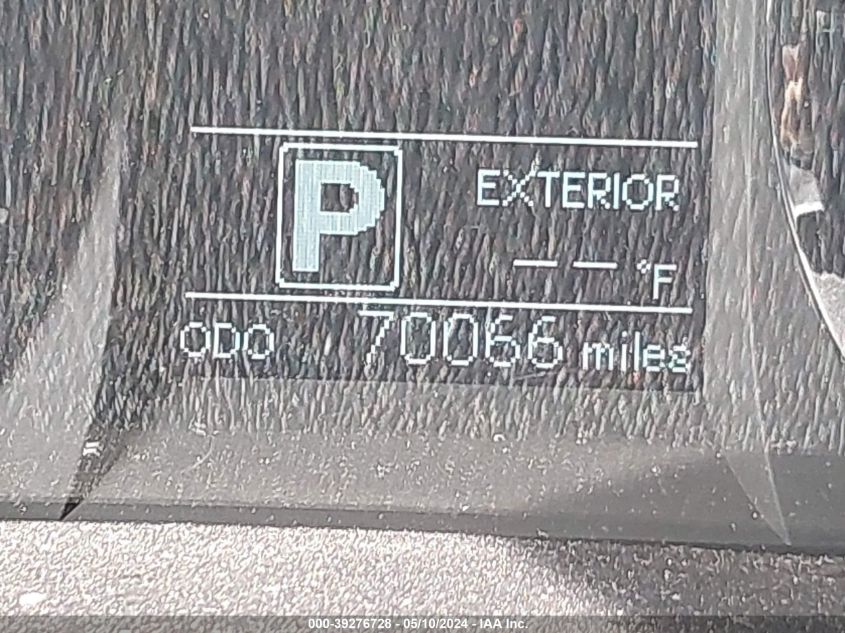 P
EXTERIOR
-- °F
ODO 70066 miles
000-39276728 - 05/10/2024 - IAA Inc.